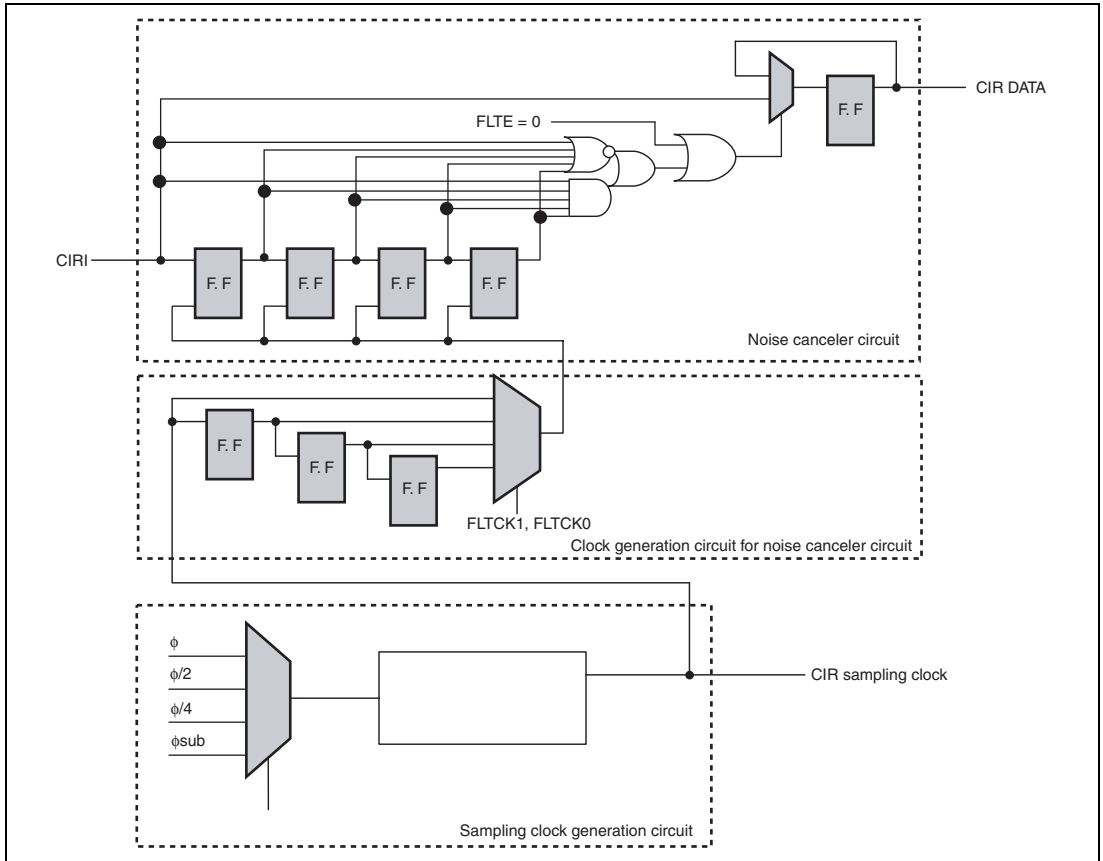 CIR DATA
F. F
FLTE = 0
CIRI
F. F
F. F
F. F
F. F
Noise canceler circuit
F. F
F. F
F. F
FLTCK1, FLTCK0
Clock generation circuit for noise canceler circuit
ϕ
ϕ/2
ϕ/4
ϕsub
CIR sampling clock
Sampling clock generation circuit